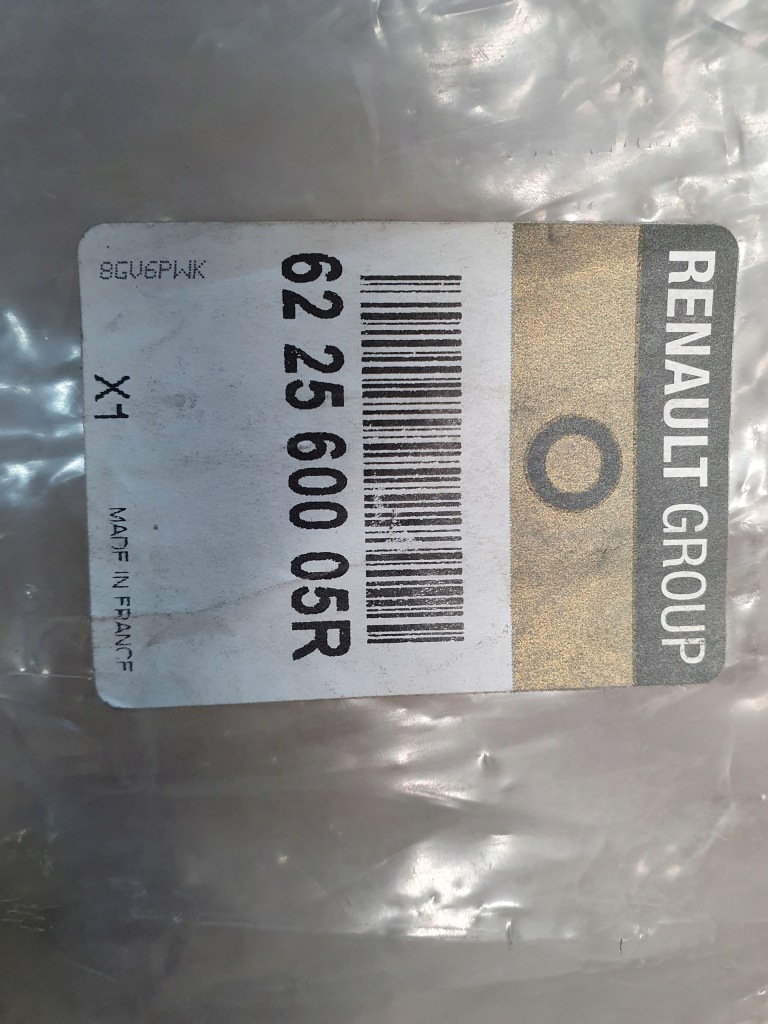 RENAULT GROUP
62 25 600 05R
8GV6PWK
X1
MADE IN FRANCE